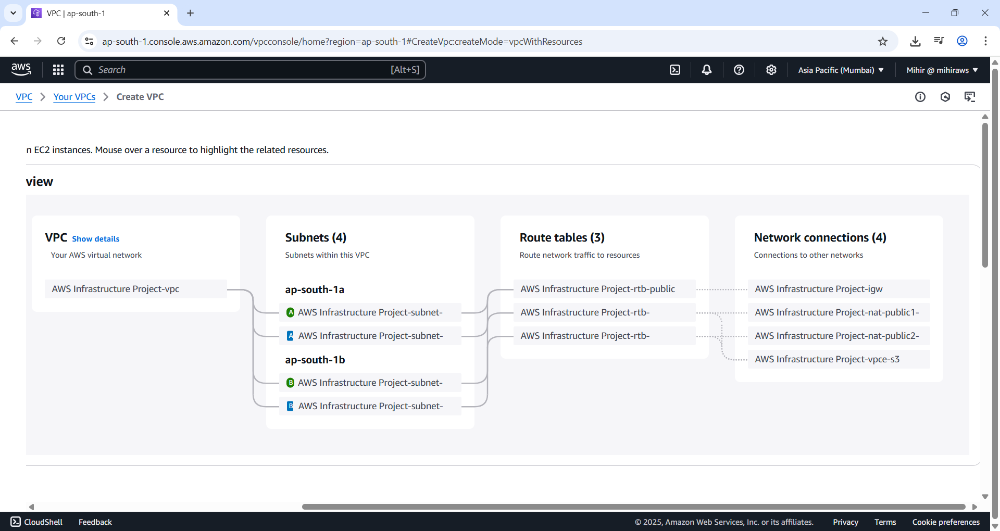 VPC | ap-south-1
ap-south-1.console.aws.amazon.com/vpcconsole/home?region=ap-south-1#CreateVpc:createMode=vpcWithResources
aws
Search [Alt+S]
Asia Pacific (Mumbai)
Mihir @ mihiraws
VPC > Your VPCs > Create VPC
n EC2 instances. Mouse over a resource to highlight the related resources.
view
VPC Show details
Your AWS virtual network
AWS Infrastructure Project-vpc
Subnets (4)
Subnets within this VPC
ap-south-1a
A AWS Infrastructure Project-subnet-
A AWS Infrastructure Project-subnet-
ap-south-1b
B AWS Infrastructure Project-subnet-
B AWS Infrastructure Project-subnet-
Route tables (3)
Route network traffic to resources
AWS Infrastructure Project-rtb-public
AWS Infrastructure Project-rtb-
AWS Infrastructure Project-rtb-
Network connections (4)
Connections to other networks
AWS Infrastructure Project-igw
AWS Infrastructure Project-nat-public1-
AWS Infrastructure Project-nat-public2-
AWS Infrastructure Project-vpce-s3
CloudShell Feedback
© 2025, Amazon Web Services, Inc. or its affiliates. Privacy Terms Cookie preferences